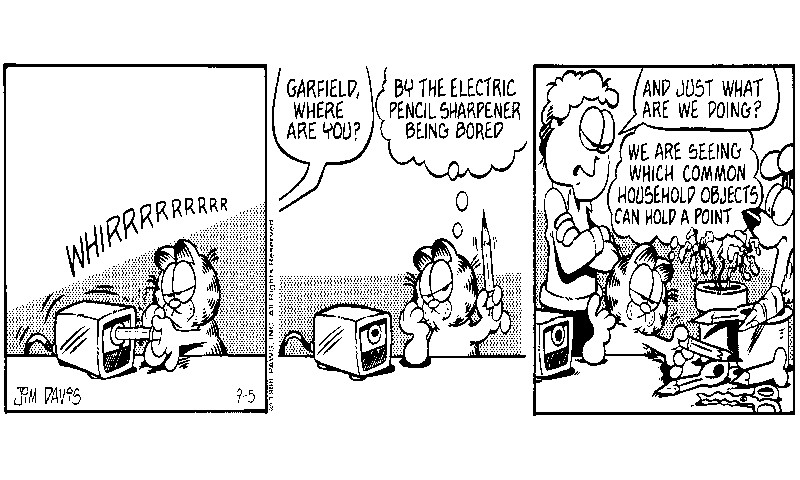 WHIRRRRRRRRR
JIM DAVIS
9-5
GARFIELD,
WHERE
ARE YOU?
BY THE ELECTRIC
PENCIL SHARPENER
BEING BORED
AND JUST WHAT
ARE WE DOING?
WE ARE SEEING
WHICH COMMON
HOUSEHOLD OBJECTS
CAN HOLD A POINT